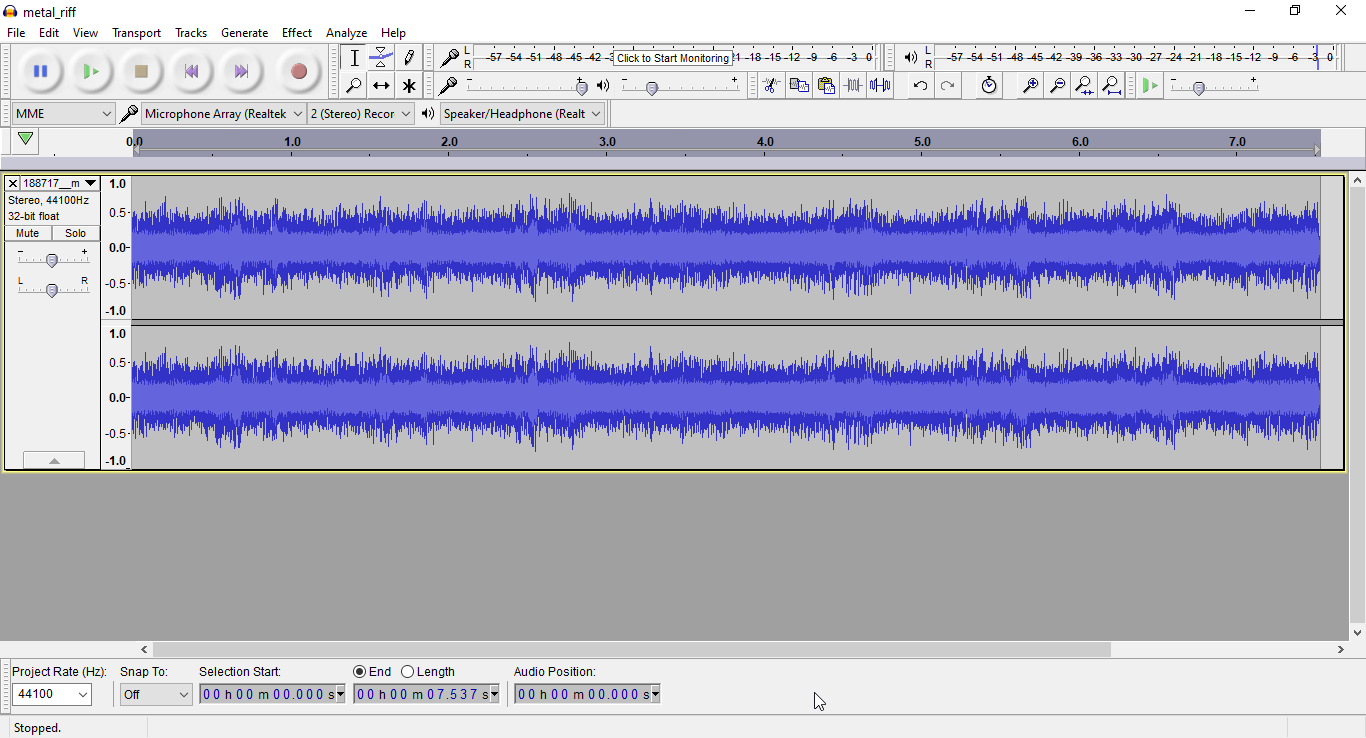 metal_riff
File Edit View Transport Tracks Generate Effect Analyze Help
L
R
-57 -54 -51 -48 -45 -42 -3 Click to Start Monitoring 1 -18 -15 -12 -9 -6 -3 0
L
R
-57 -54 -51 -48 -45 -42 -39 -36 -33 -30 -27 -24 -21 -18 -15 -12 -9 -6 -3 0
- + - + - +
MME Microphone Array (Realtek 2 (Stereo) Recor Speaker/Headphone (Realt
0.0 1.0 2.0 3.0 4.0 5.0 6.0 7.0
188717__m
Stereo, 44100Hz
32-bit float
Mute Solo
- +
L R
1.0
0.5-
0.0-
-0.5-
-1.0
1.0
0.5-
0.0-
-0.5-
-1.0
Project Rate (Hz): Snap To: Selection Start: End Length Audio Position:
44100 Off 00 h 00 m 00.000 s 00 h 00 m 07.537 s 00 h 00 m 00.000 s
Stopped.